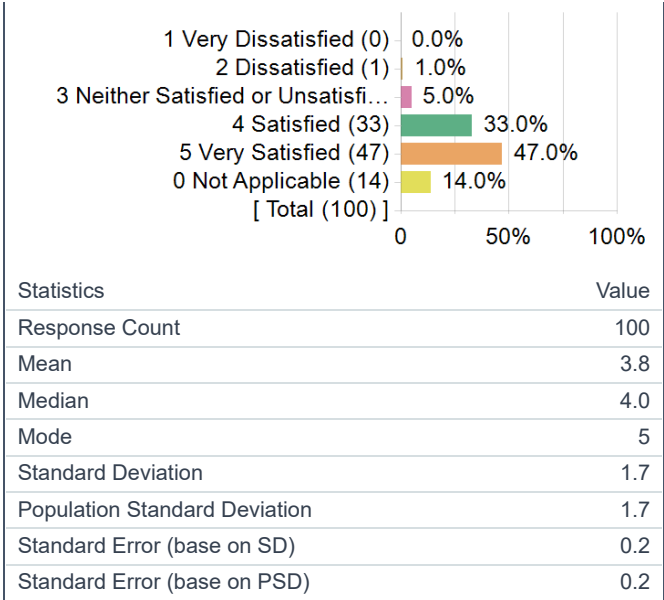 1 Very Dissatisfied (0) 0.0%
2 Dissatisfied (1) 1.0%
3 Neither Satisfied or Unsatisfi... 5.0%
4 Satisfied (33) 33.0%
5 Very Satisfied (47) 47.0%
0 Not Applicable (14) 14.0%
[ Total (100) ]
0 50% 100%
Statistics Value
Response Count 100
Mean 3.8
Median 4.0
Mode 5
Standard Deviation 1.7
Population Standard Deviation 1.7
Standard Error (base on SD) 0.2
Standard Error (base on PSD) 0.2